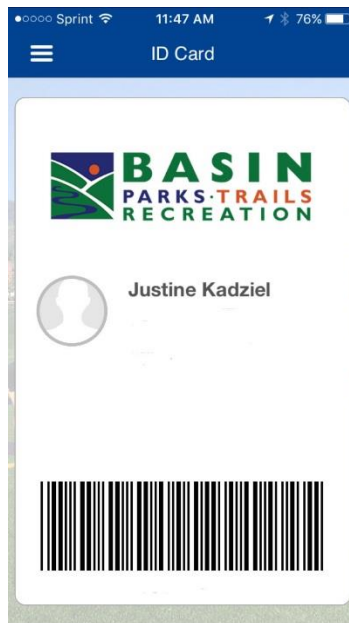 Sprint 11:47 AM 76%
ID Card
BASIN
PARKS·TRAILS
RECREATION
Justine Kadziel